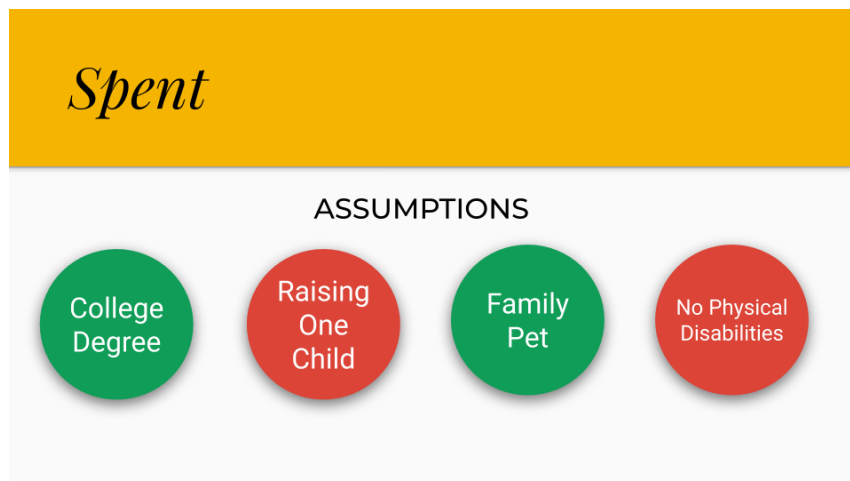 Spent
ASSUMPTIONS
College
Degree
Raising
One
Child
Family
Pet
No Physical
Disabilities